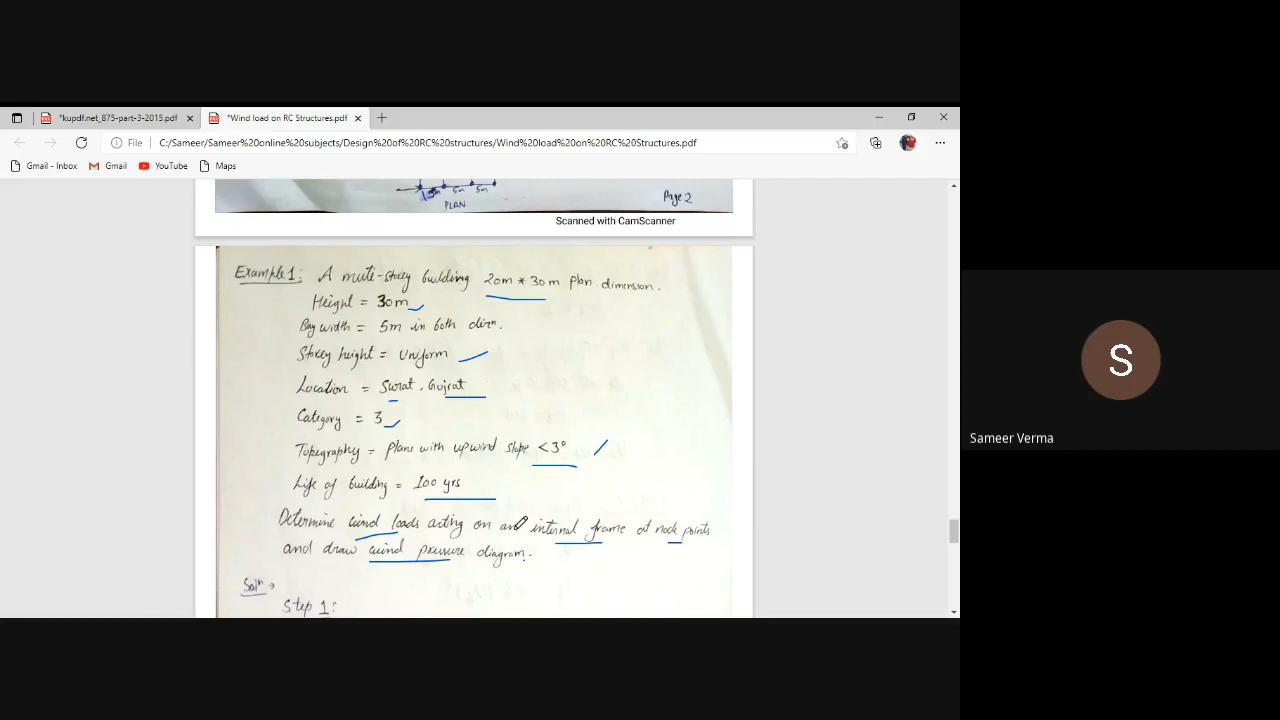 *kupdf.net_875-part-3-2015.pdf
*Wind load on RC Structures.pdf
File
C:/Sameer/Sameer%20online%20subjects/Design%20of%20RC%20structures/Wind%20load%20on%20RC%20Structures.pdf
Gmail - Inbox
Gmail
YouTube
Maps
5m 5m
PLAN
Page 2
Scanned with CamScanner
Example 1: A multi-storey building 20m * 30m plan dimension.
Height = 30m
Bay width = 5m in both dirn.
Storey height = Uniform
Location = Surat, Gujrat
Category = 3
Topography = plane with upwind slope <3°
Life of building = 100 yrs
Determine wind loads acting on an internal frame at node points
and draw wind pressure diagram.
Soln →
Step 1:
S
Sameer Verma